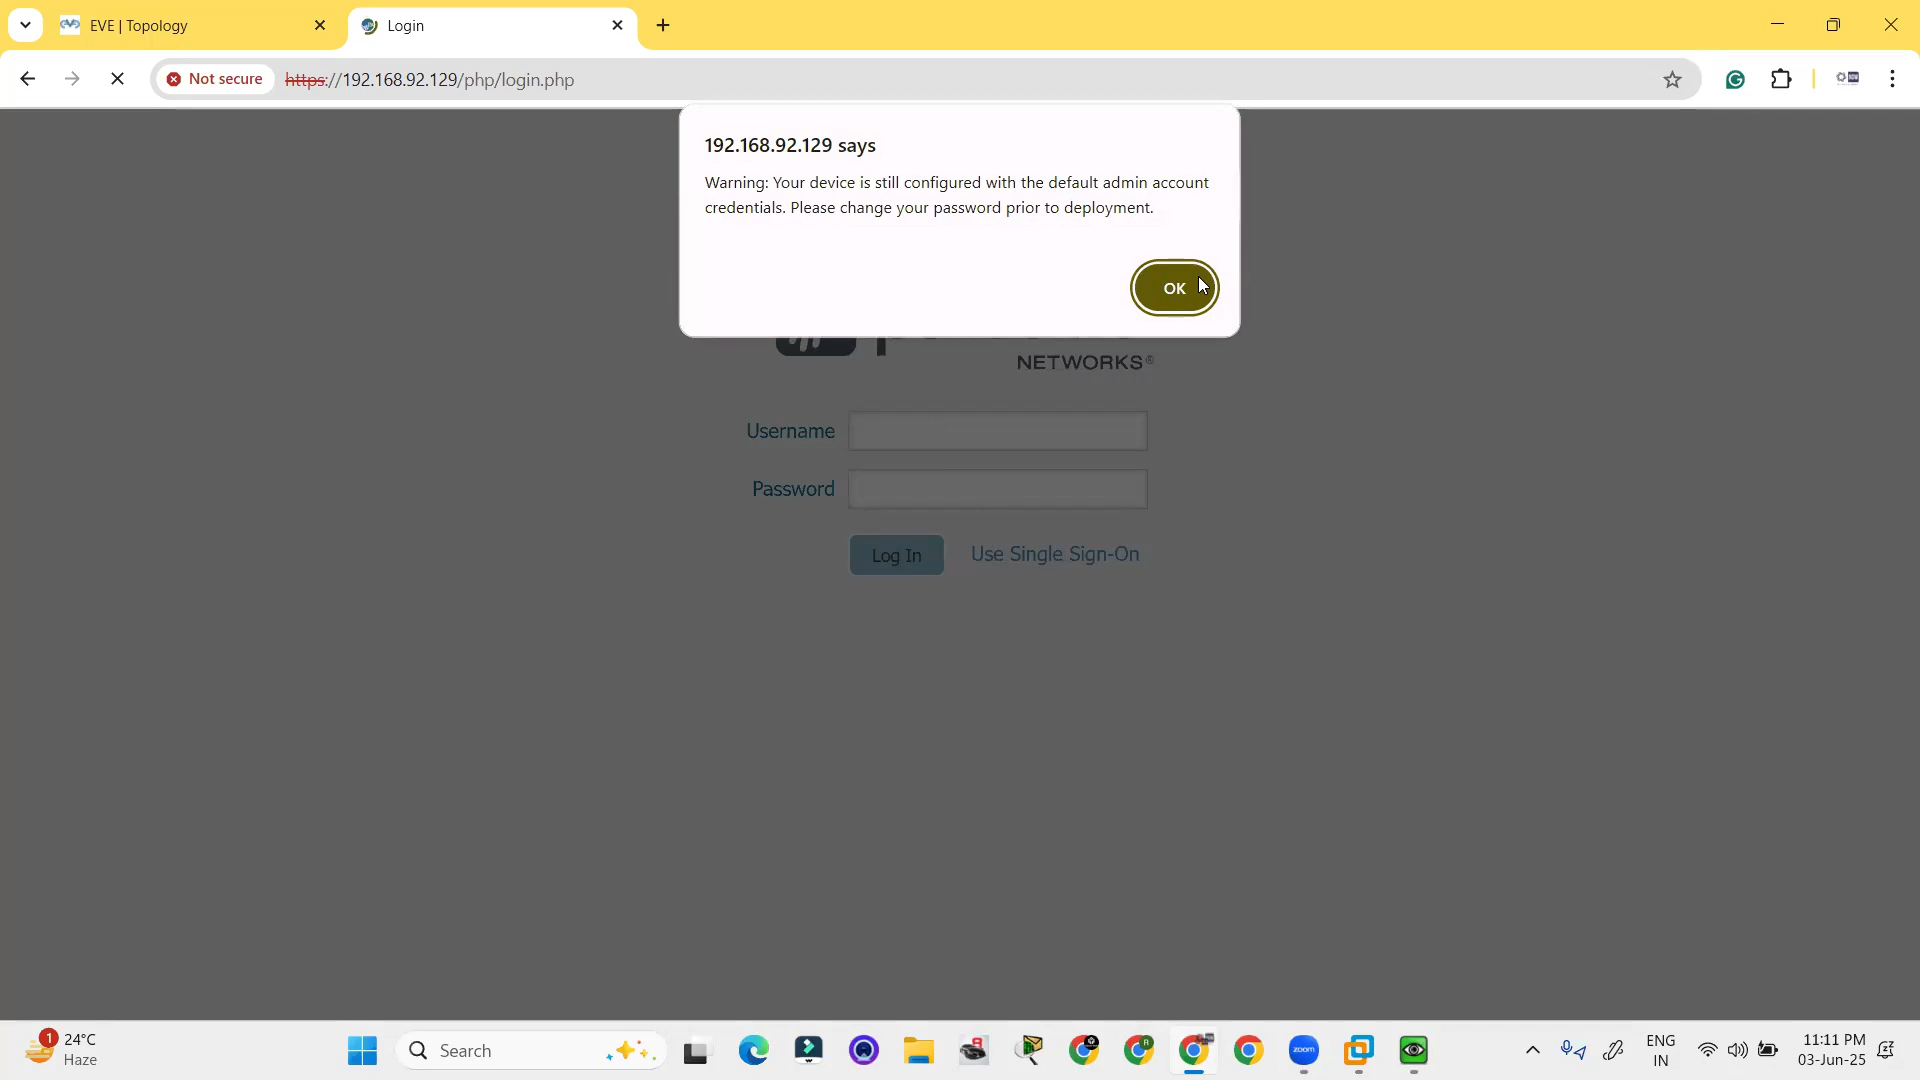 EVE | Topology
Login
Not secure
https://192.168.92.129/php/login.php
192.168.92.129 says
Warning: Your device is still configured with the default admin account
credentials. Please change your password prior to deployment.
OK
NETWORKS®
Username
Password
Log In
Use Single Sign-On
1
24°C
Haze
Search
zoom
ENG
IN
11:11 PM
03-Jun-25